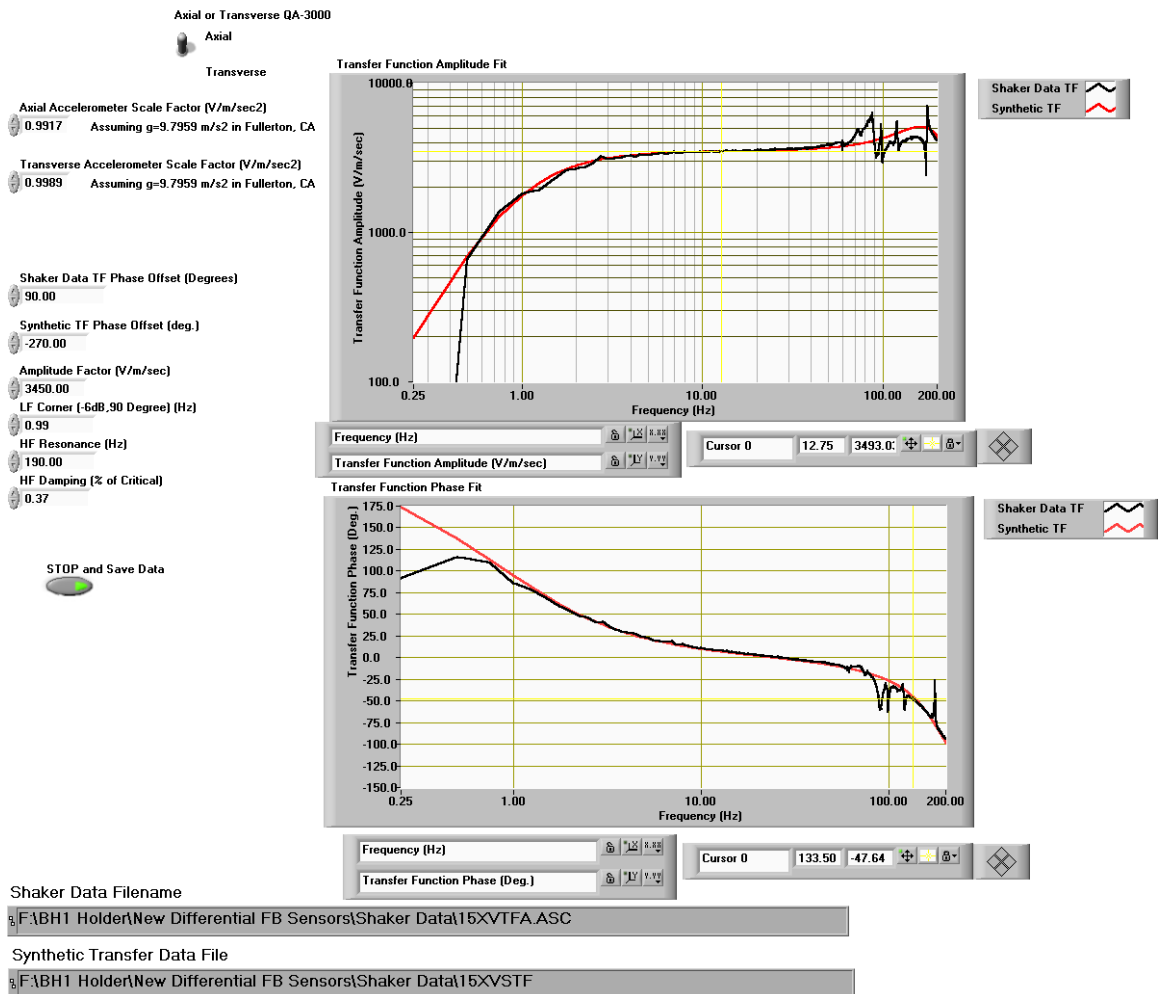 Axial or Transverse QA-3000
Axial
Transverse
Axial Accelerometer Scale Factor (V/m/sec2)
0.9917 Assuming g=9.7959 m/s2 in Fullerton, CA
Transverse Accelerometer Scale Factor (V/m/sec2)
0.9989 Assuming g=9.7959 m/s2 in Fullerton, CA
Shaker Data TF Phase Offset (Degrees)
90.00
Synthetic TF Phase Offset (deg.)
-270.00
Amplitude Factor (V/m/sec)
3450.00
LF Corner (-6dB,90 Degree) (Hz)
0.99
HF Resonance (Hz)
190.00
HF Damping (% of Critical)
0.37
STOP and Save Data
Transfer Function Amplitude Fit
Transfer Function Amplitude (V/m/sec)
10000.0
1000.0
100.0
0.25 1.00 10.00 100.00 200.00
Frequency (Hz)
Shaker Data TF
Synthetic TF
Frequency (Hz)
Transfer Function Amplitude (V/m/sec)
Cursor 0 12.75 3493.0
Transfer Function Phase Fit
Transfer Function Phase (Deg.)
175.0
150.0
125.0
100.0
75.0
50.0
25.0
0.0
-25.0
-50.0
-75.0
-100.0
-125.0
-150.0
0.25 1.00 10.00 100.00 200.00
Frequency (Hz)
Shaker Data TF
Synthetic TF
Frequency (Hz)
Transfer Function Phase (Deg.)
Cursor 0 133.50 -47.64
Shaker Data Filename
F:\BH1 Holder\New Differential FB Sensors\Shaker Data\15XVTFA.ASC
Synthetic Transfer Data File
F:\BH1 Holder\New Differential FB Sensors\Shaker Data\15XVSTF